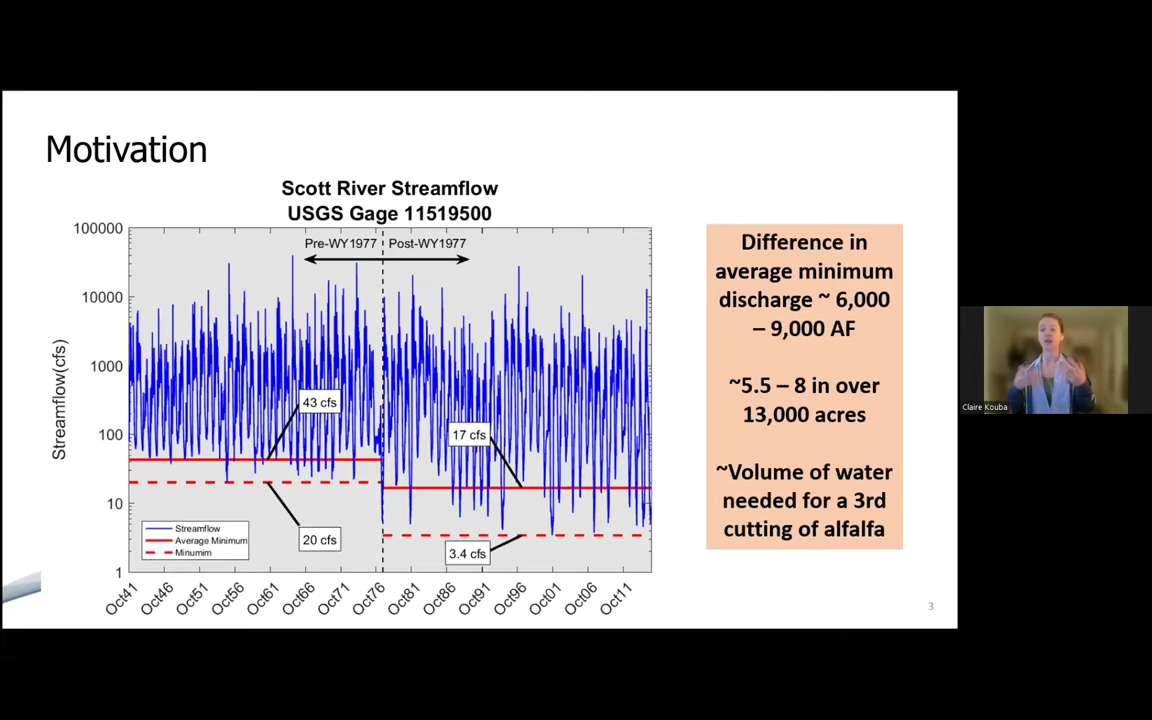 Motivation
Scott River Streamflow
USGS Gage 11519500
Pre-WY1977
Post-WY1977
100000
10000
1000
100
10
1
Streamflow(cfs)
43 cfs
17 cfs
20 cfs
3.4 cfs
Streamflow
Average Minimum
Minumim
Oct41
Oct46
Oct51
Oct56
Oct61
Oct66
Oct71
Oct76
Oct81
Oct86
Oct91
Oct96
Oct01
Oct06
Oct11
Difference in
average minimum
discharge ~ 6,000
– 9,000 AF
~5.5 – 8 in over
13,000 acres
~Volume of water
needed for a 3rd
cutting of alfalfa
3
Claire Kouba